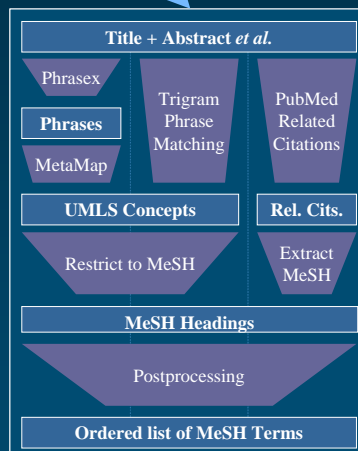 Title + Abstract et al.
Phrasex
Phrases
MetaMap
Trigram
Phrase
Matching
PubMed
Related
Citations
UMLS Concepts
Rel. Cits.
Restrict to MeSH
Extract
MeSH
MeSH Headings
Postprocessing
Ordered list of MeSH Terms